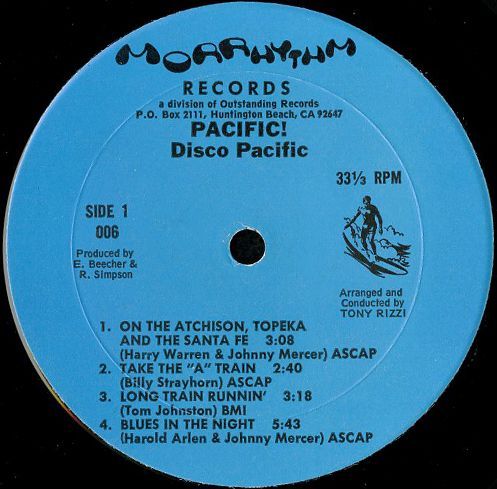 MOARRHYTHM
RECORDS
a division of Outstanding Records
P.O. Box 2111, Huntington Beach, CA 92647
PACIFIC!
Disco Pacific
33⅓ RPM
SIDE 1
006
Produced by
E. Beecher &
R. Simpson
Arranged and
Conducted by
TONY RIZZI
1. ON THE ATCHISON, TOPEKA
AND THE SANTA FE 3:08
(Harry Warren & Johnny Mercer) ASCAP
2. TAKE THE "A" TRAIN 2:40
(Billy Strayhorn) ASCAP
3. LONG TRAIN RUNNIN' 3:18
(Tom Johnston) BMI
4. BLUES IN THE NIGHT 5:43
(Harold Arlen & Johnny Mercer) ASCAP